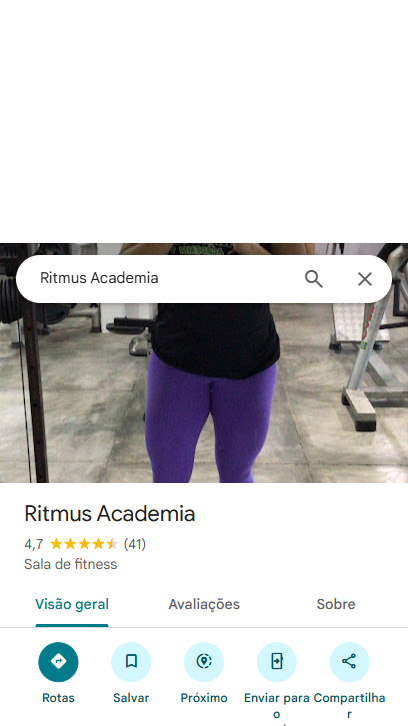 Ritmus Academia
Ritmus Academia
4,7 (41)
Sala de fitness
Visão geral Avaliações Sobre
Rotas Salvar Próximo Enviar para o Compartilhar